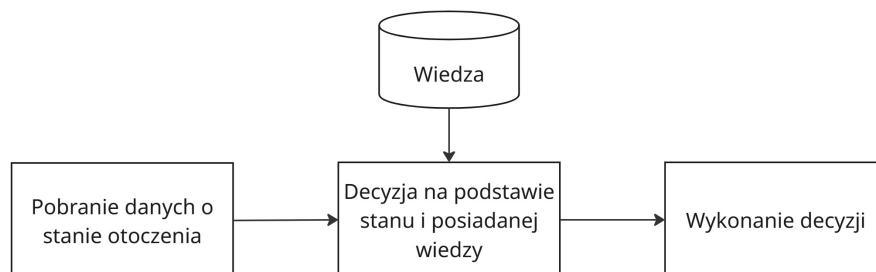 Wiedza
Pobranie danych o
stanie otoczenia
Decyzja na podstawie
stanu i posiadanej
wiedzy
Wykonanie decyzji